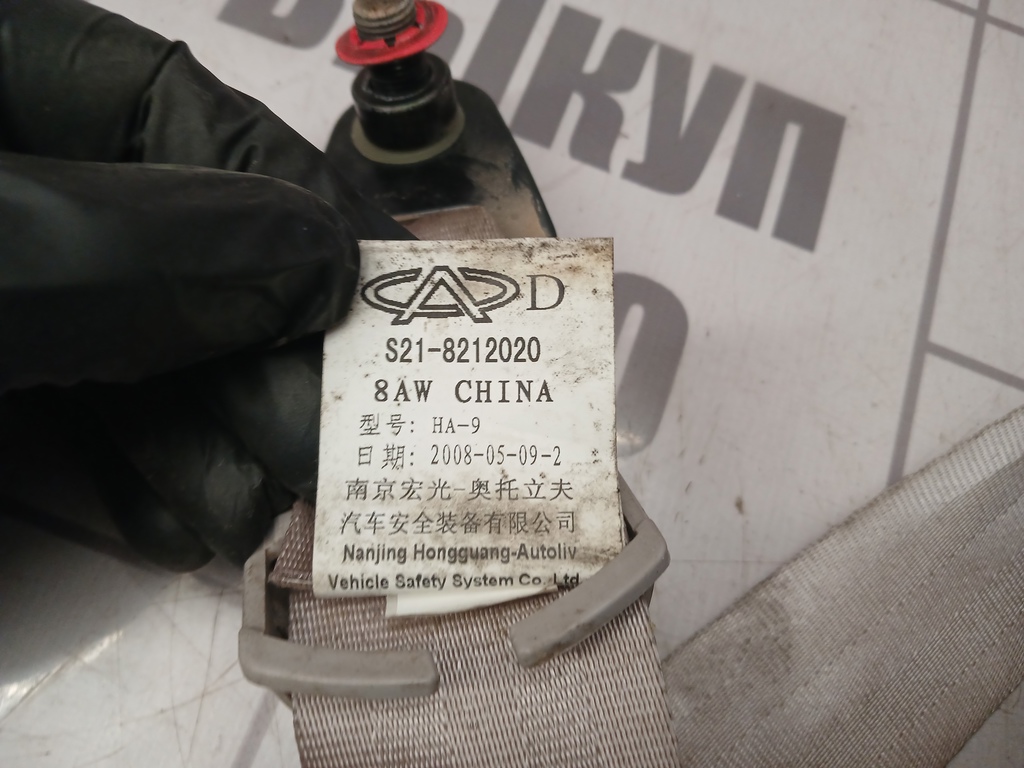 ВЫКУП
D
S21-8212020
8AW CHINA
型号: HA-9
日期: 2008-05-09-2
南京宏光-奥托立夫
汽车安全装备有限公司
Nanjing Hongguang-Autoliv
Vehicle Safety System Co., Ltd